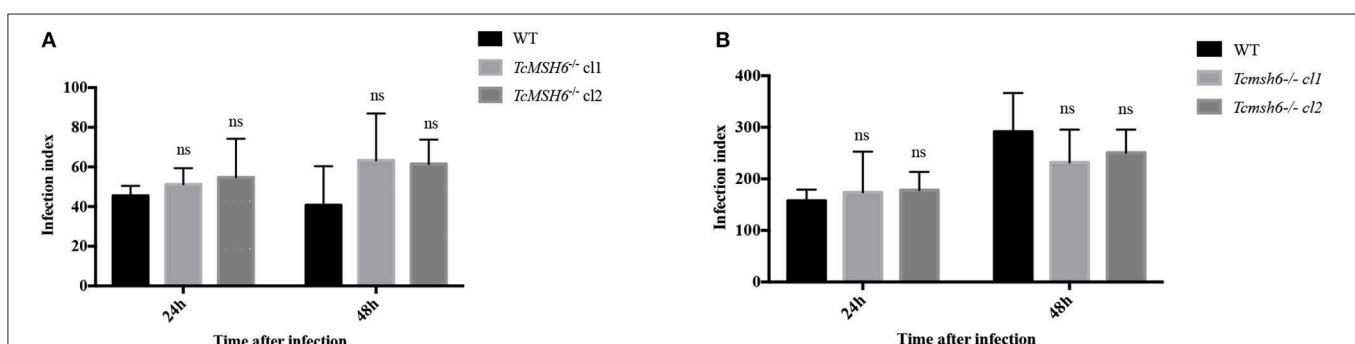 A
WT
TcMSH6-/- cl1
TcMSH6-/- cl2
100
80
60
40
20
0
Infection index
ns
ns
ns
ns
24h
48h
Time after infection
B
WT
Tcmsh6-/- cl1
Tcmsh6-/- cl2
400
300
200
100
0
Infection index
ns
ns
ns
ns
24h
48h
Time after infection